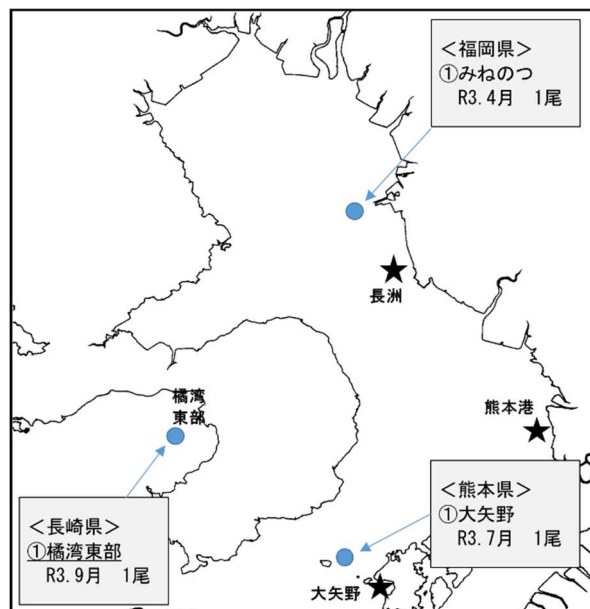 <福岡県>
①みねのつ
R3.4月 1尾
長洲
橘湾
東部
熊本港
<長崎県>
①橘湾東部
R3.9月 1尾
<熊本県>
①大矢野
R3.7月 1尾
大矢野